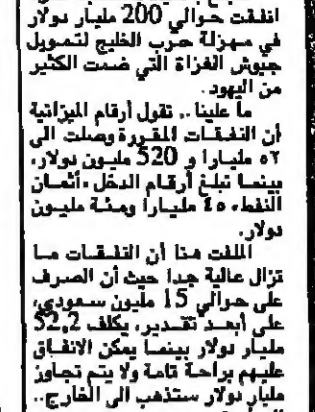 انفقت حوالي 200 مليار دولار
في مهزلة حرب الخليج لتمويل
جيوش الغزاة التي ضمت الكثير
من اليهود.
ما علينا .. تقول أرقام الميزانية
أن النفقات المقررة وصلت الى
٥٢ مليارا و 520 مليون دولار،
بينما تبلغ أرقام الدخل ،أثمان
النفط، ٤٥ مليارا ومئة مليون
دولار.
الملفت هنا أن النفقات ما
تزال عالية جدا حيث أن الصرف
على حوالي 15 مليون سعودي،
على أبعد تقدير، يكلف 52,2
مليار دولار بينما يمكن الانفاق
عليهم براحة تامة ولا يتم تجاوز
مليار دولار ستذهب الى الخارج..